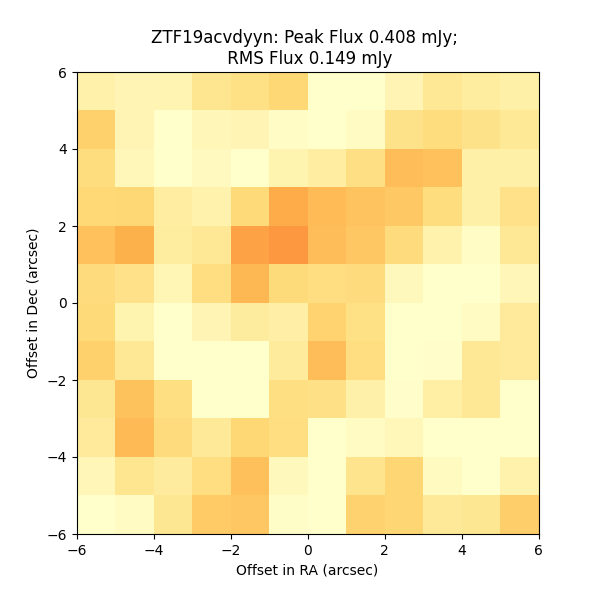 ZTF19acvdyyn: Peak Flux 0.408 mJy;
RMS Flux 0.149 mJy
6
4
2
0
−2
−4
−6
Offset in Dec (arcsec)
−6 −4 −2 0 2 4 6
Offset in RA (arcsec)